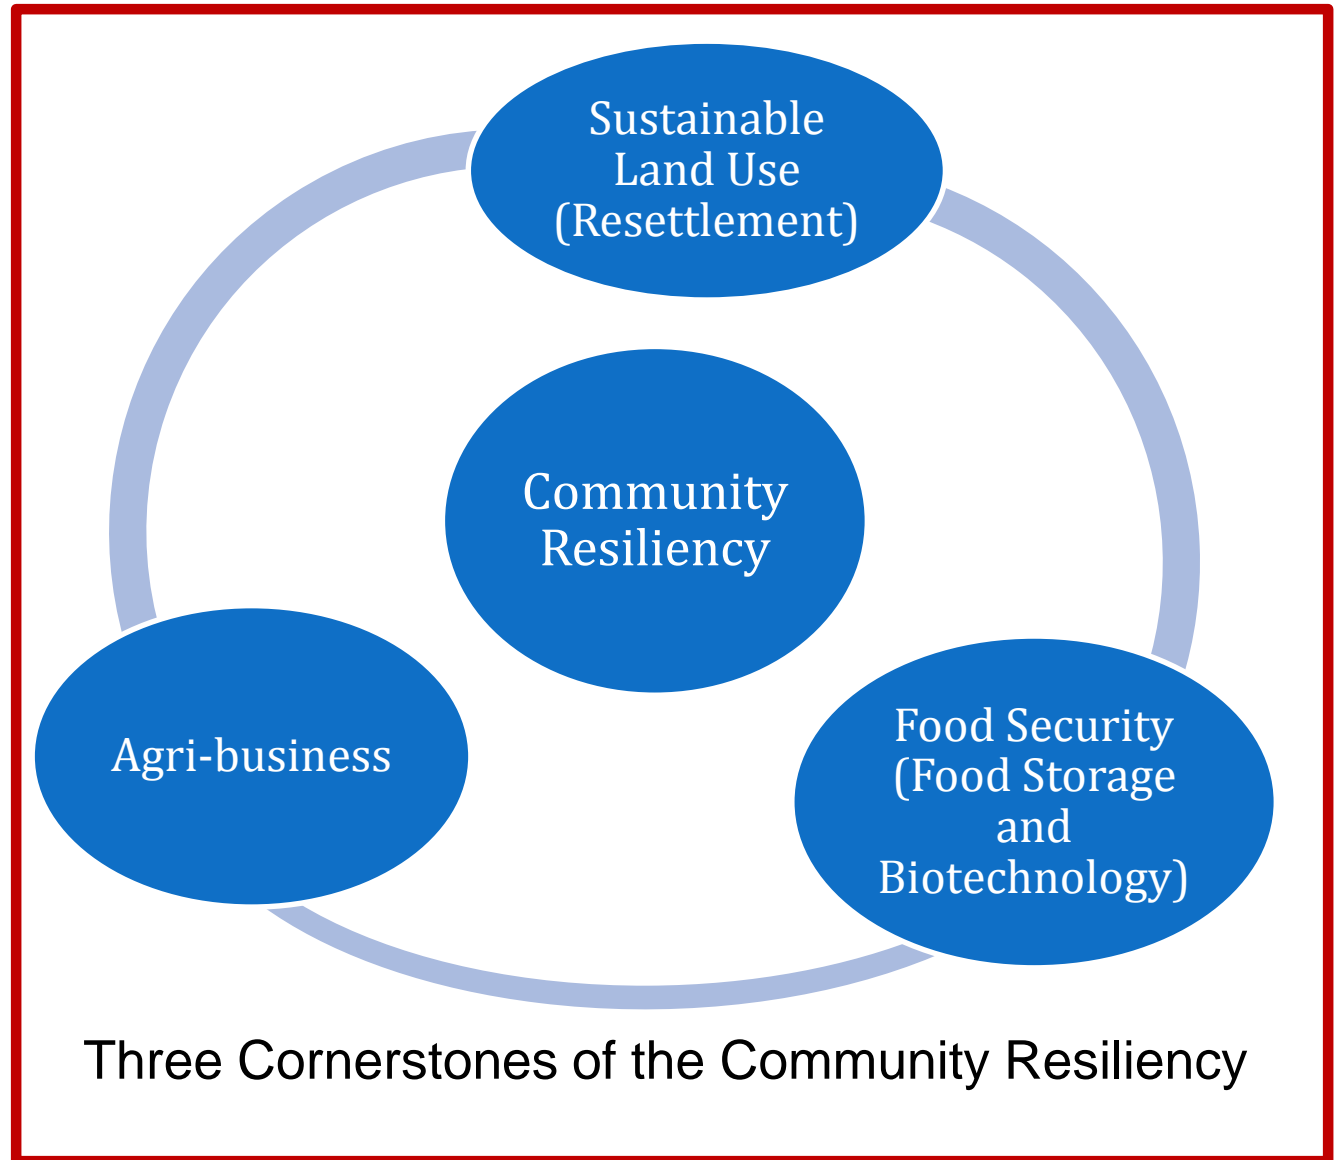 Sustainable
Land Use
(Resettlement)
Community
Resiliency
Agri-business
Food Security
(Food Storage
and
Biotechnology)
Three Cornerstones of the Community Resiliency